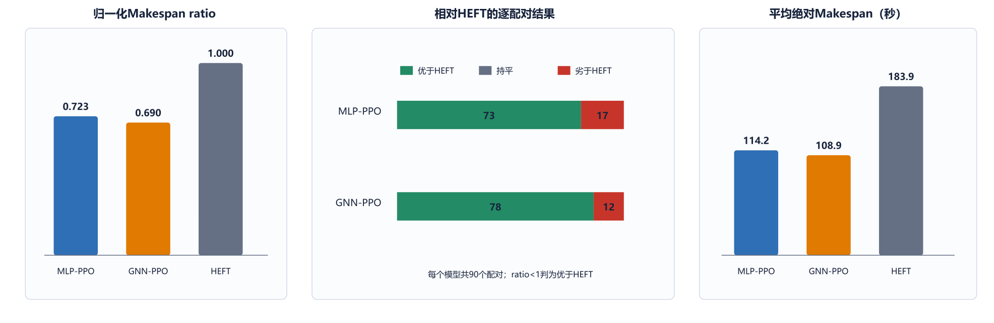 归一化Makespan ratio
1.000
0.723
0.690
MLP-PPO
GNN-PPO
HEFT
相对HEFT的逐配对结果
优于HEFT
持平
劣于HEFT
MLP-PPO
73
17
GNN-PPO
78
12
每个模型共90个配对；ratio<1判为优于HEFT
平均绝对Makespan（秒）
183.9
114.2
108.9
MLP-PPO
GNN-PPO
HEFT